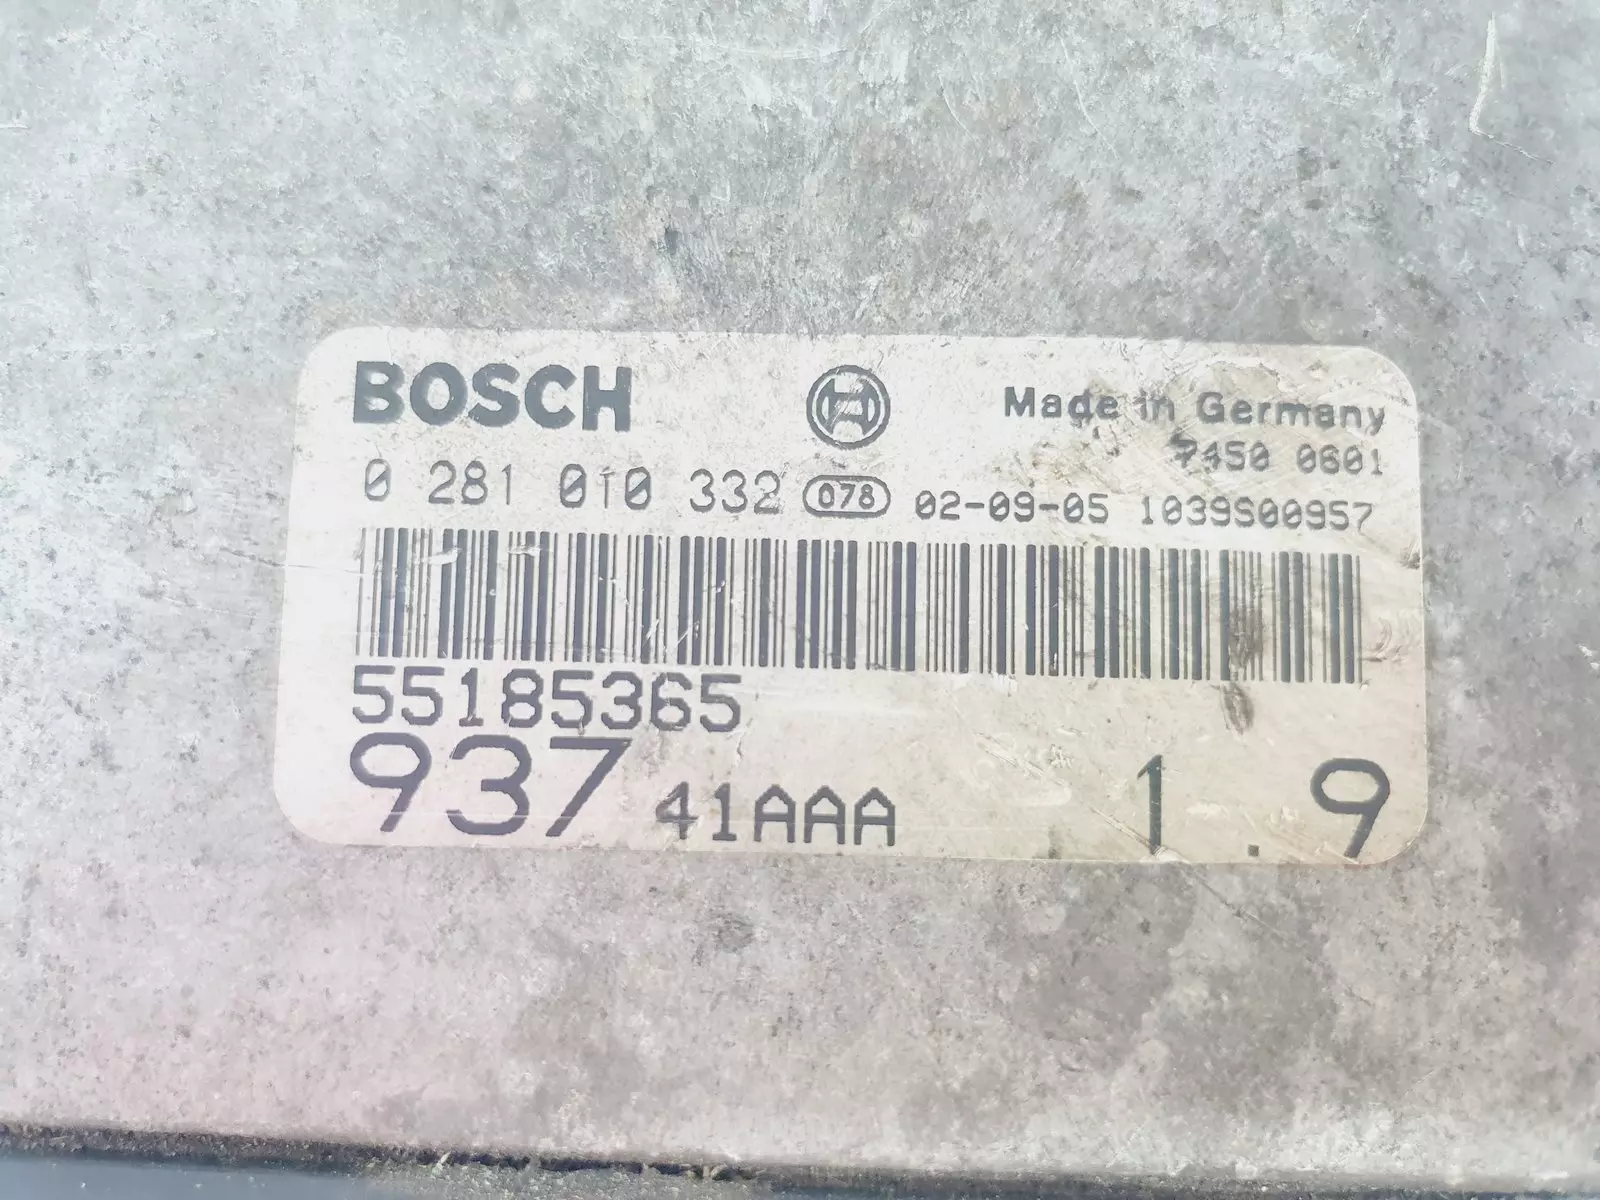 BOSCH
Made in Germany
7450 0601
0 281 010 332 078 02-09-05 1039S00957
55185365
937 41AAA 1.9